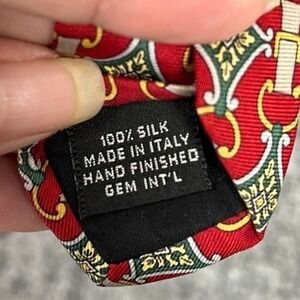 100% SILK
MADE IN ITALY
HAND FINISHED
GEM INT'L